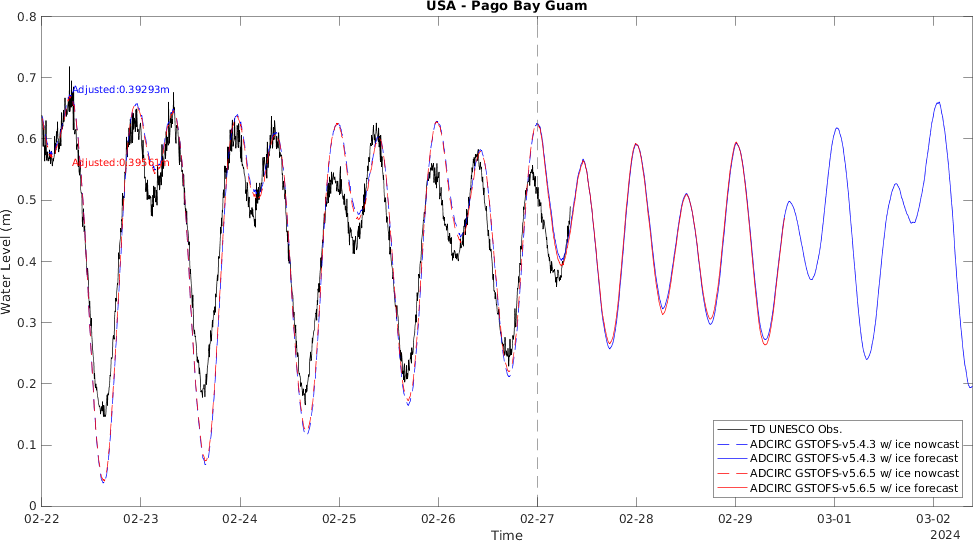 USA - Pago Bay Guam
0.8
0.7
0.6
0.5
0.4
0.3
0.2
0.1
0
Water Level (m)
Adjusted:0.39293m
Adjusted:0.39561m
02-22 02-23 02-24 02-25 02-26 02-27 02-28 02-29 03-01 03-02
2024
Time
TD UNESCO Obs.
ADCIRC GSTOFS-v5.4.3 w/ ice nowcast
ADCIRC GSTOFS-v5.4.3 w/ ice forecast
ADCIRC GSTOFS-v5.6.5 w/ ice nowcast
ADCIRC GSTOFS-v5.6.5 w/ ice forecast